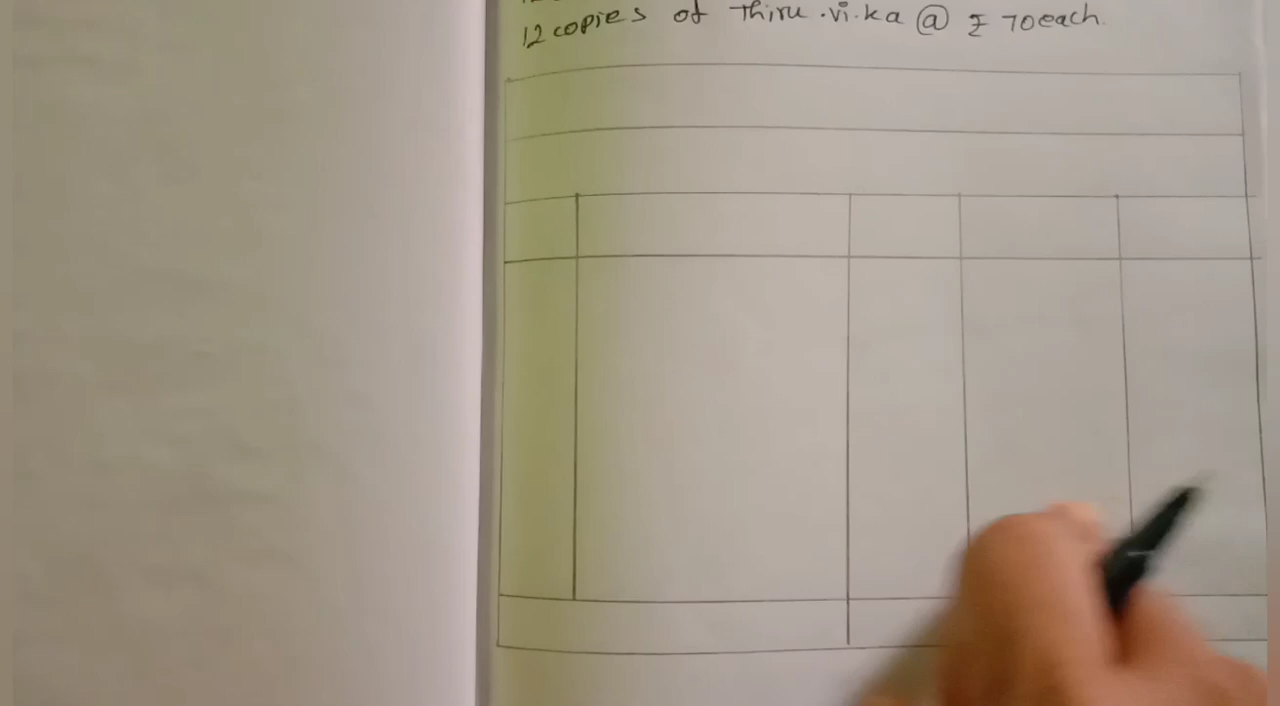 12 copies of Thiru.vi.ka @ ₹ 70 each.